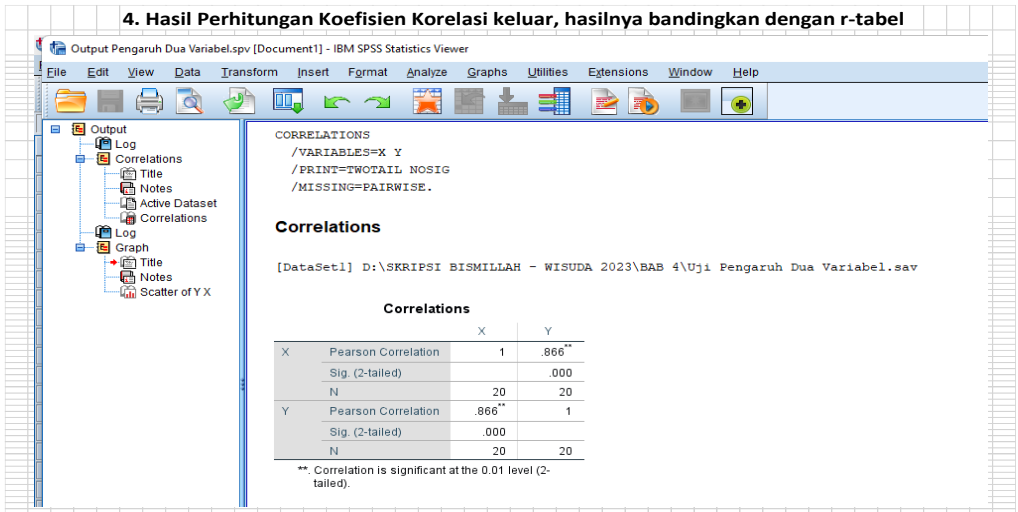 4. Hasil Perhitungan Koefisien Korelasi keluar, hasilnya bandingkan dengan r-tabel
Output Pengaruh Dua Variabel.spv [Document1] - IBM SPSS Statistics Viewer
File Edit View Data Transform Insert Format Analyze Graphs Utilities Extensions Window Help
Output
Log
Correlations
Title
Notes
Active Dataset
Correlations
Log
Graph
Title
Notes
Scatter of Y X
CORRELATIONS
/VARIABLES=X Y
/PRINT=TWOTAIL NOSIG
/MISSING=PAIRWISE.
Correlations
[DataSet1] D:\SKRIPSI BISMILLAH - WISUDA 2023\BAB 4\Uji Pengaruh Dua Variabel.sav
Correlations
X Y
X Pearson Correlation 1 .866**
Sig. (2-tailed) .000
N 20 20
Y Pearson Correlation .866** 1
Sig. (2-tailed) .000
N 20 20
**. Correlation is significant at the 0.01 level (2-
tailed).